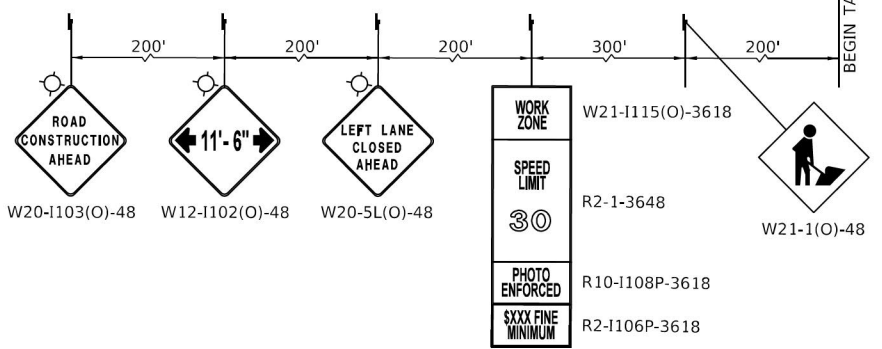 200'
200'
200'
300'
200'
BEGIN TA
ROAD
CONSTRUCTION
AHEAD
W20-I103(O)-48
11'- 6"
W12-I102(O)-48
LEFT LANE
CLOSED
AHEAD
W20-5L(O)-48
WORK
ZONE
W21-I115(O)-3618
SPEED
LIMIT
30
R2-1-3648
PHOTO
ENFORCED
R10-I108P-3618
$XXX FINE
MINIMUM
R2-I106P-3618
W21-1(O)-48